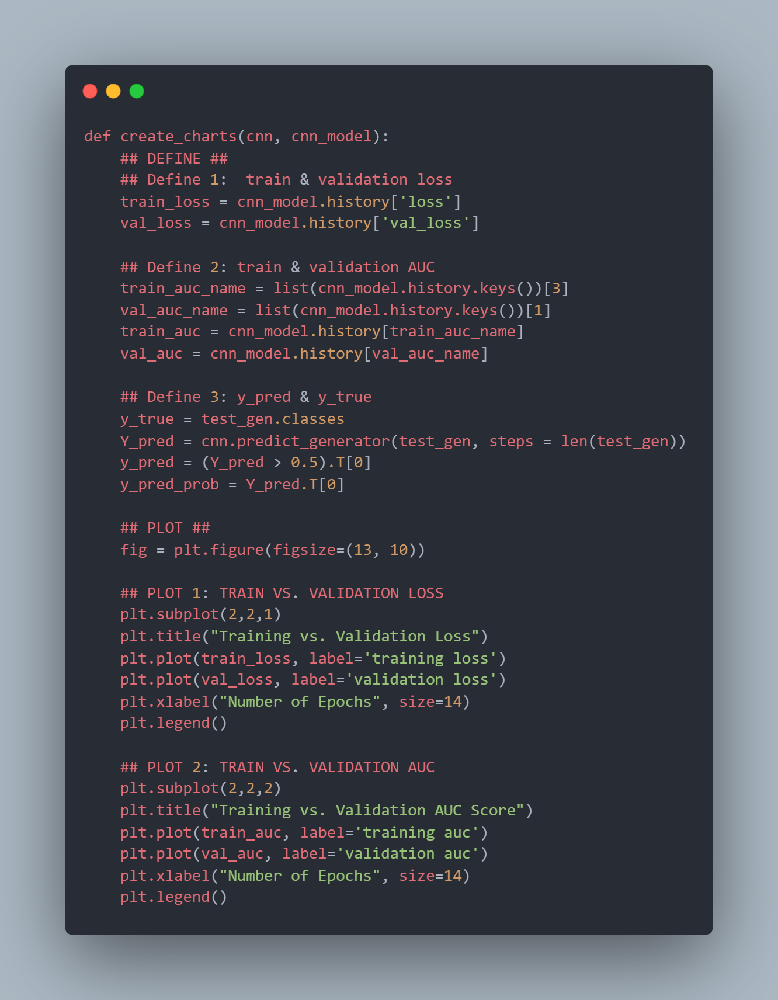 def create_charts(cnn, cnn_model):
    ## DEFINE ##
    ## Define 1:  train & validation loss
    train_loss = cnn_model.history['loss']
    val_loss = cnn_model.history['val_loss']

    ## Define 2: train & validation AUC
    train_auc_name = list(cnn_model.history.keys())[3]
    val_auc_name = list(cnn_model.history.keys())[1]
    train_auc = cnn_model.history[train_auc_name]
    val_auc = cnn_model.history[val_auc_name]

    ## Define 3: y_pred & y_true
    y_true = test_gen.classes
    Y_pred = cnn.predict_generator(test_gen, steps = len(test_gen))
    y_pred = (Y_pred > 0.5).T[0]
    y_pred_prob = Y_pred.T[0]

    ## PLOT ##
    fig = plt.figure(figsize=(13, 10))

    ## PLOT 1: TRAIN VS. VALIDATION LOSS
    plt.subplot(2,2,1)
    plt.title("Training vs. Validation Loss")
    plt.plot(train_loss, label='training loss')
    plt.plot(val_loss, label='validation loss')
    plt.xlabel("Number of Epochs", size=14)
    plt.legend()

    ## PLOT 2: TRAIN VS. VALIDATION AUC
    plt.subplot(2,2,2)
    plt.title("Training vs. Validation AUC Score")
    plt.plot(train_auc, label='training auc')
    plt.plot(val_auc, label='validation auc')
    plt.xlabel("Number of Epochs", size=14)
    plt.legend()